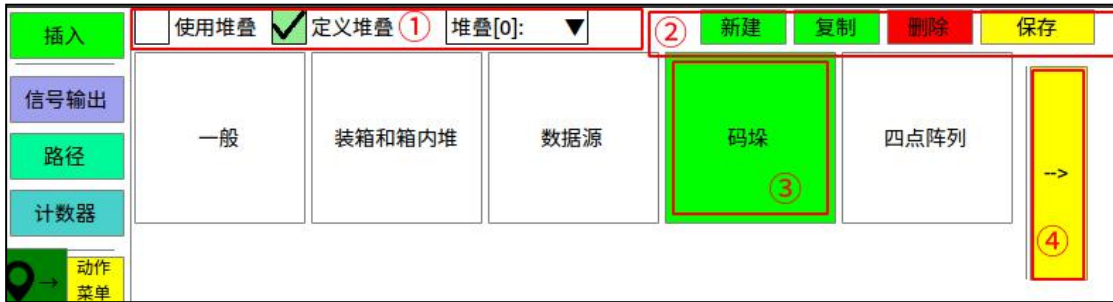 插入
使用堆叠 定义堆叠 ① 堆叠[0]: ▼
② 新建 复制 删除 保存
信号输出
路径
计数器
→ 动作
菜单
一般 装箱和箱内堆 数据源 码垛 四点阵列
③
-->
④